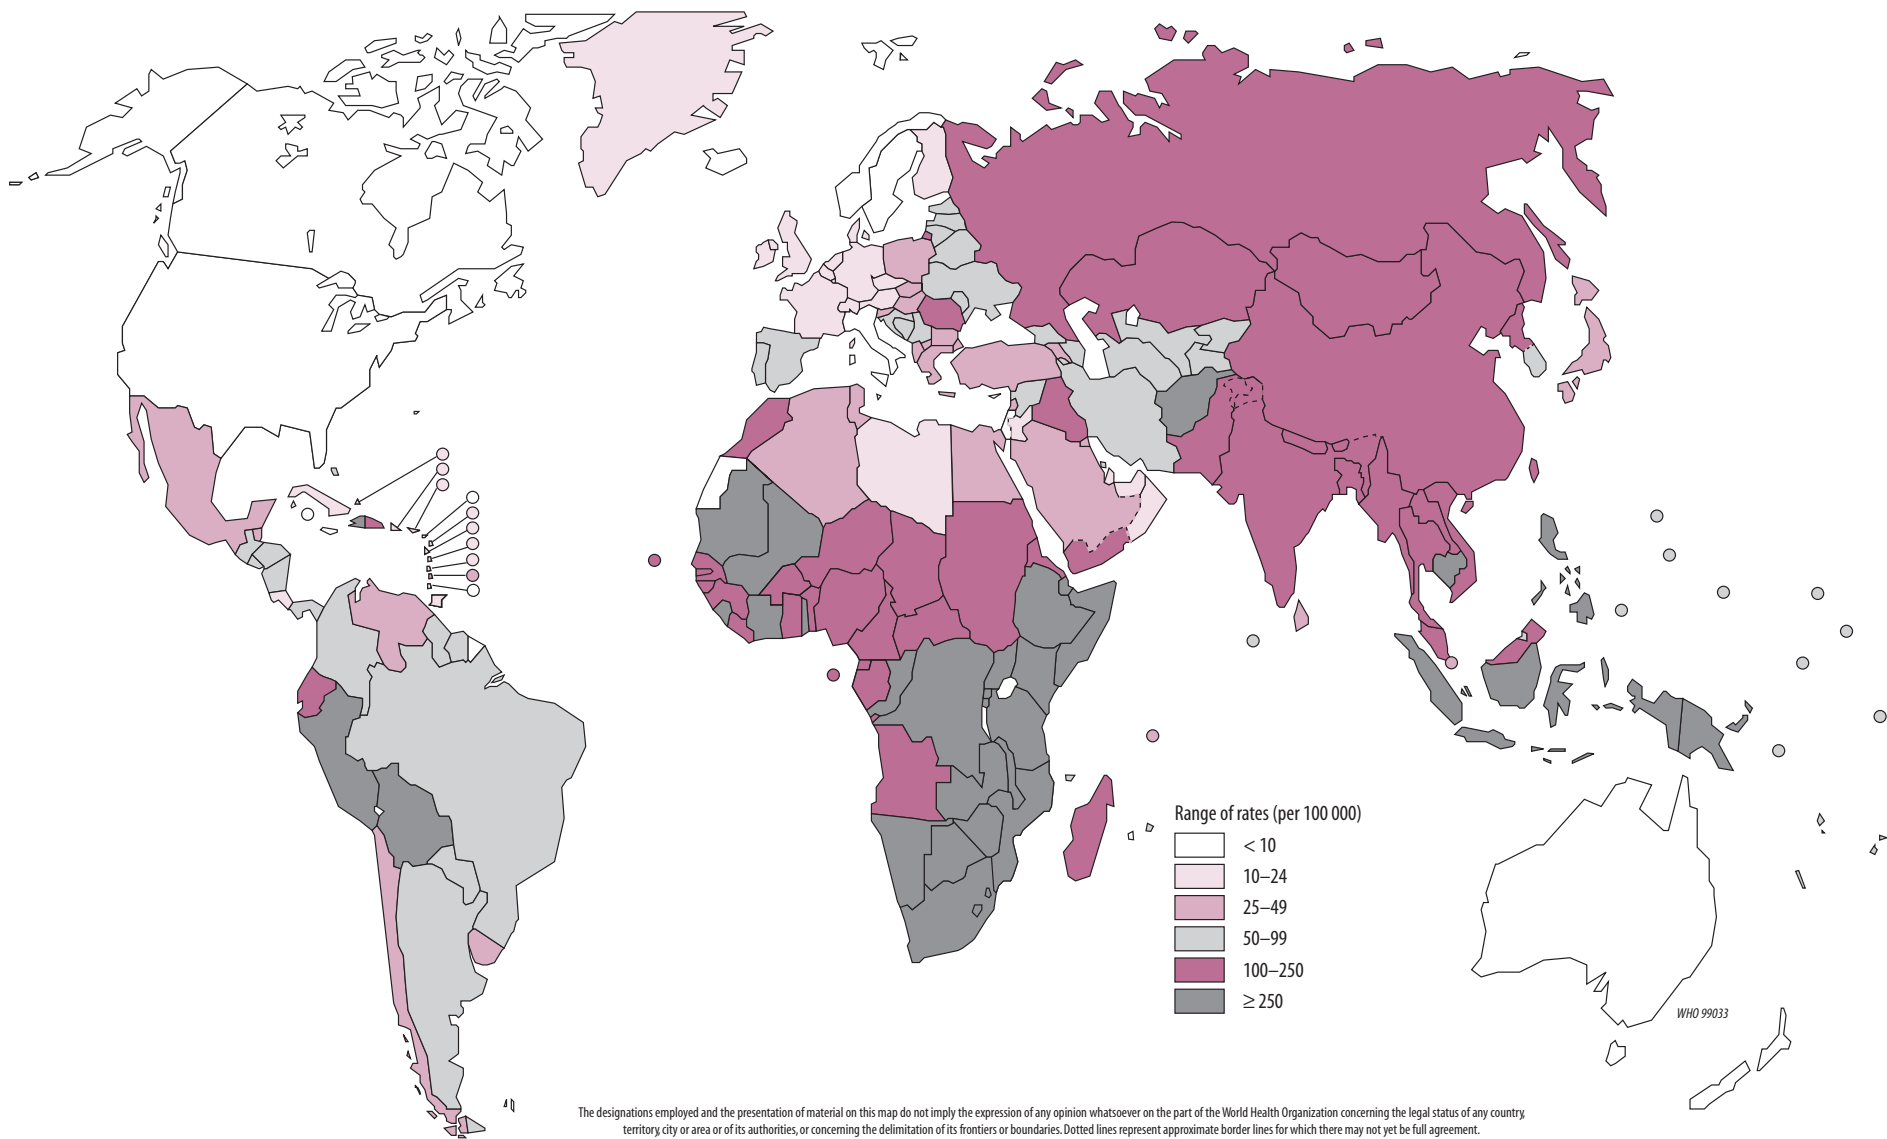 Range of rates (per 100 000)
< 10
10–24
25–49
50–99
100–250
≥ 250
WHO 99033
The designations employed and the presentation of material on this map do not imply the expression of any opinion whatsoever on the part of the World Health Organization concerning the legal status of any country,
territory, city or area or of its authorities, or concerning the delimitation of its frontiers or boundaries. Dotted lines represent approximate border lines for which there may not yet be full agreement.